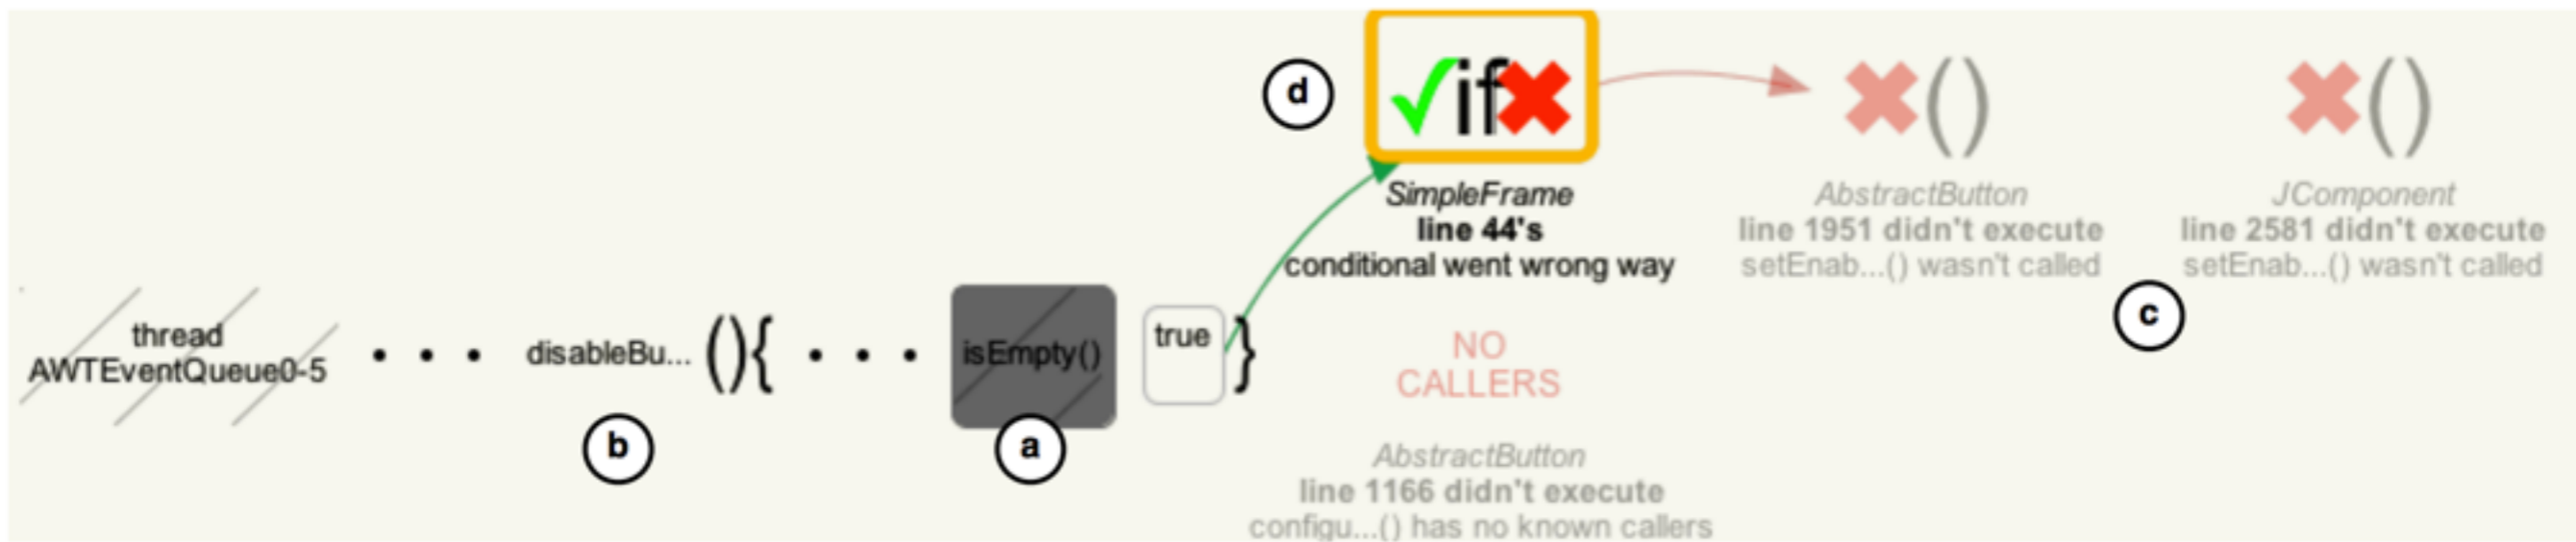 d
if
()
()
SimpleFrame
line 44's
conditional went wrong way
AbstractButton
line 1951 didn't execute
setEnab...() wasn't called
JComponent
line 2581 didn't execute
setEnab...() wasn't called
c
thread
AWTEventQueue0-5
• • •
disableBu... (){
• • •
isEmpty()
true
}
b
a
NO
CALLERS
AbstractButton
line 1166 didn't execute
configu...() has no known callers